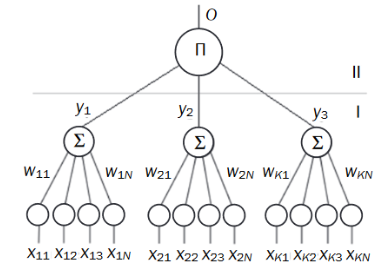 O
Π
II
y1 y2 y3 I
Σ Σ Σ
w11 w1N w21 w2N wK1 wKN
x11 x12 x13 x1N x21 x22 x23 x2N xK1 xK2 xK3 xKN